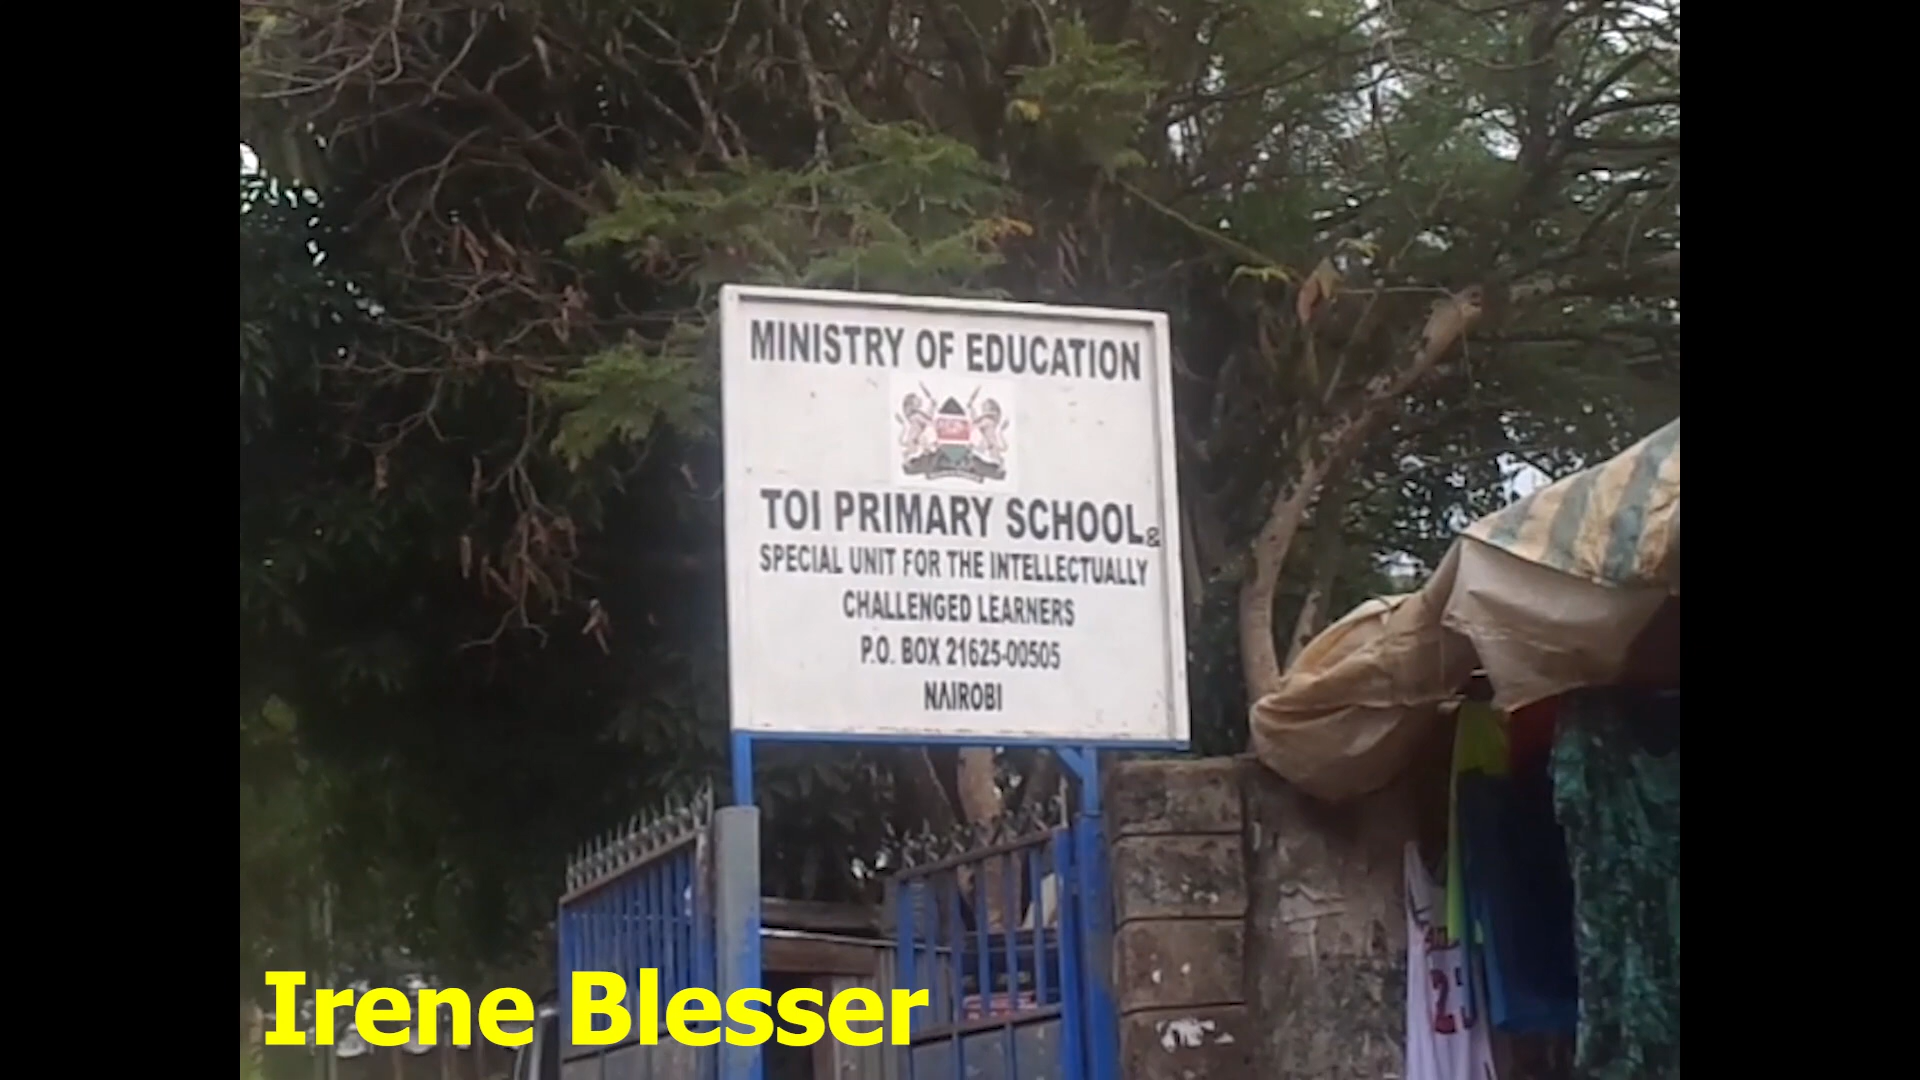 MINISTRY OF EDUCATION
TOI PRIMARY SCHOOL &
SPECIAL UNIT FOR THE INTELLECTUALLY
CHALLENGED LEARNERS
P.O. BOX 21625-00505
NAIROBI
Irene Blesser